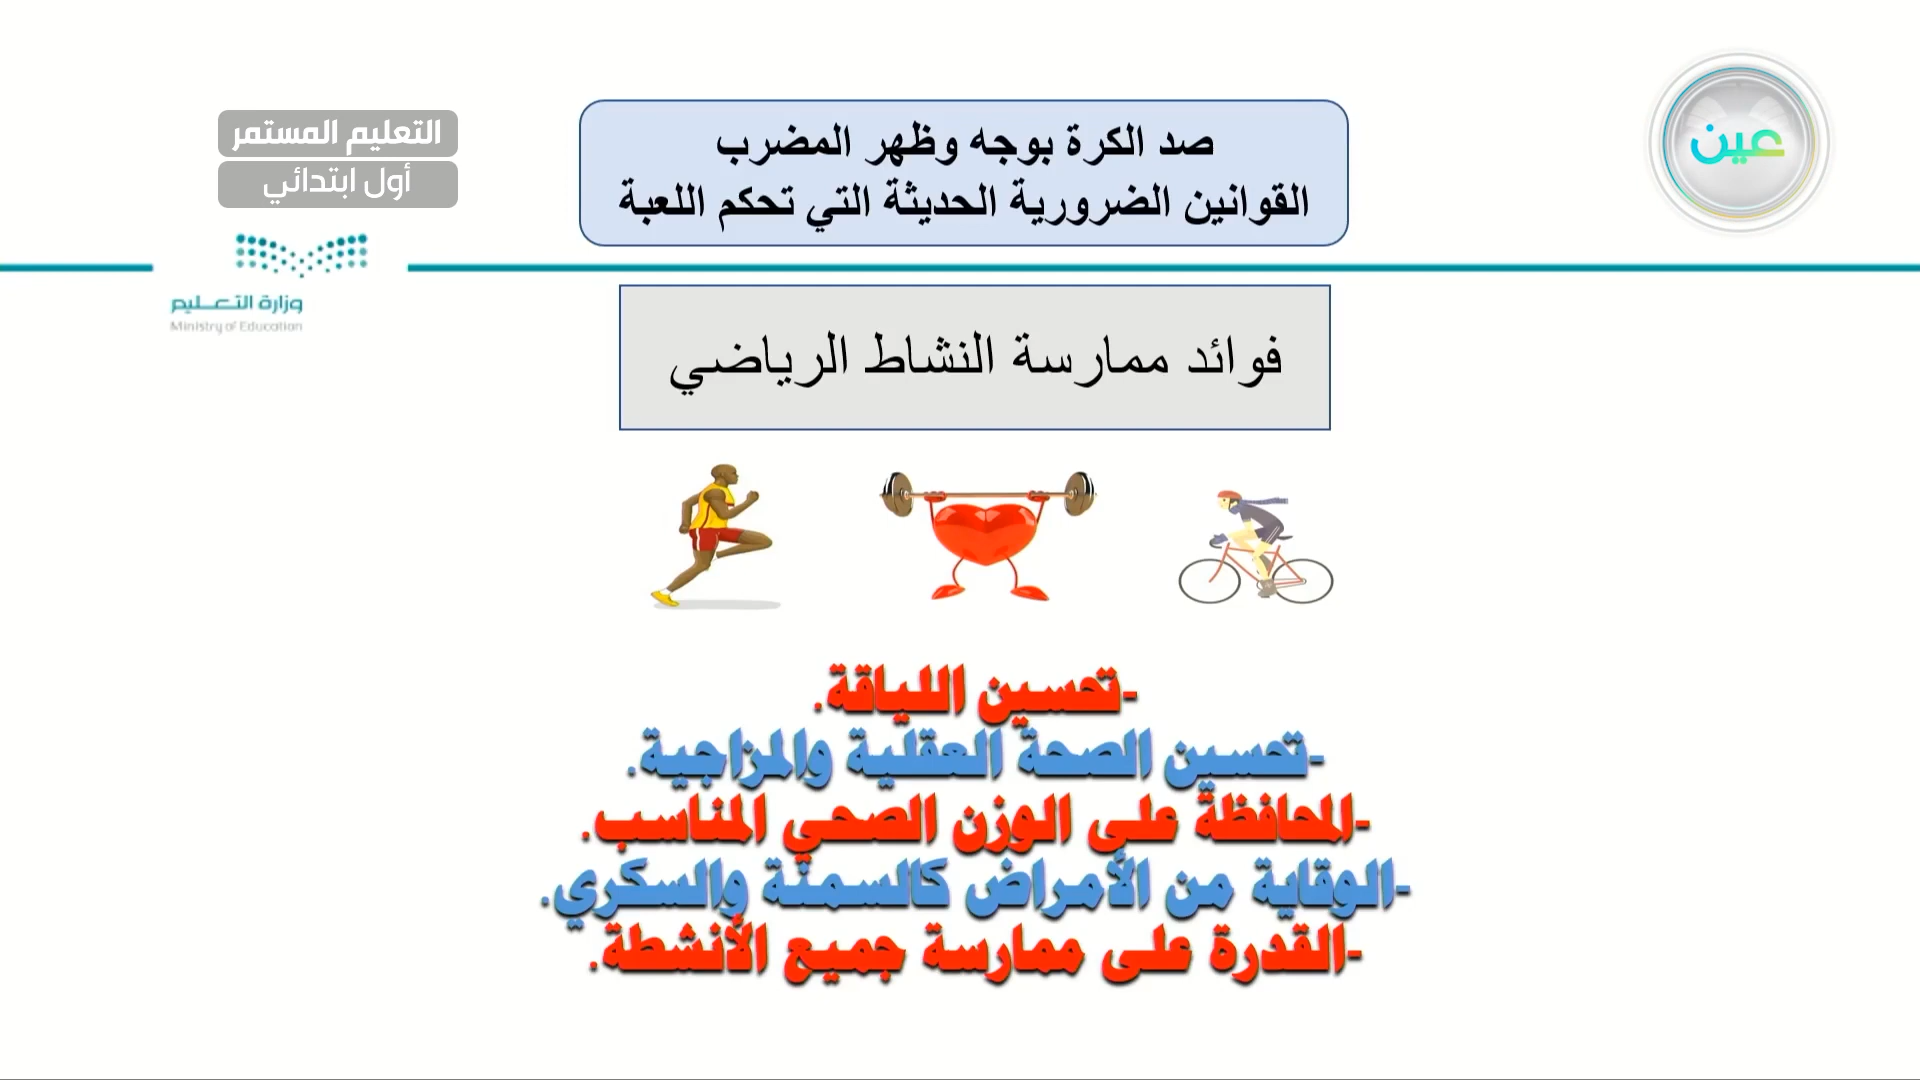 عين
التعليم المستمر
أول ابتدائي
صد الكرة بوجه وظهر المضرب
القوانين الضرورية الحديثة التي تحكم اللعبة
وزارة التعـــليم
Ministry of Education
فوائد ممارسة النشاط الرياضي
-تحسين اللياقة.
-تحسين الصحة العقلية والمزاجية.
-المحافظة على الوزن الصحي المناسب.
-الوقاية من الأمراض كالسمنة والسكري.
-القدرة على ممارسة جميع الأنشطة.